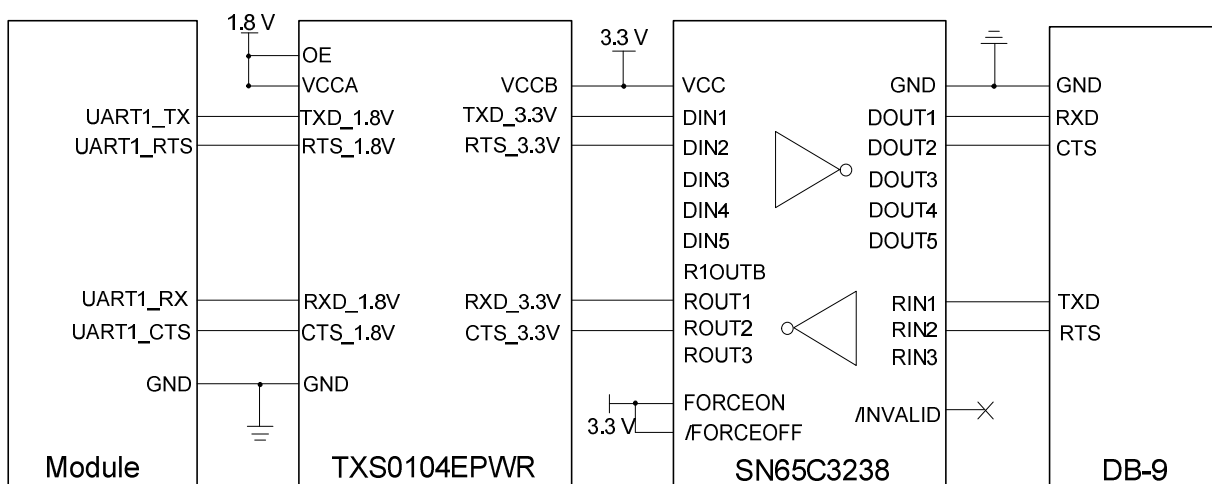 1.8 V
OE
VCCA
UART1_TX
TXD_1.8V
UART1_RTS
RTS_1.8V
UART1_RX
RXD_1.8V
UART1_CTS
CTS_1.8V
GND
GND
Module
VCCB
TXD_3.3V
RTS_3.3V
RXD_3.3V
CTS_3.3V
TXS0104EPWR
3.3 V
VCC
DIN1
DIN2
DIN3
DIN4
DIN5
R1OUTB
ROUT1
ROUT2
ROUT3
FORCEON
3.3 V
/FORCEOFF
GND
DOUT1
DOUT2
DOUT3
DOUT4
DOUT5
RIN1
RIN2
RIN3
/INVALID
SN65C3238
GND
RXD
CTS
TXD
RTS
DB-9